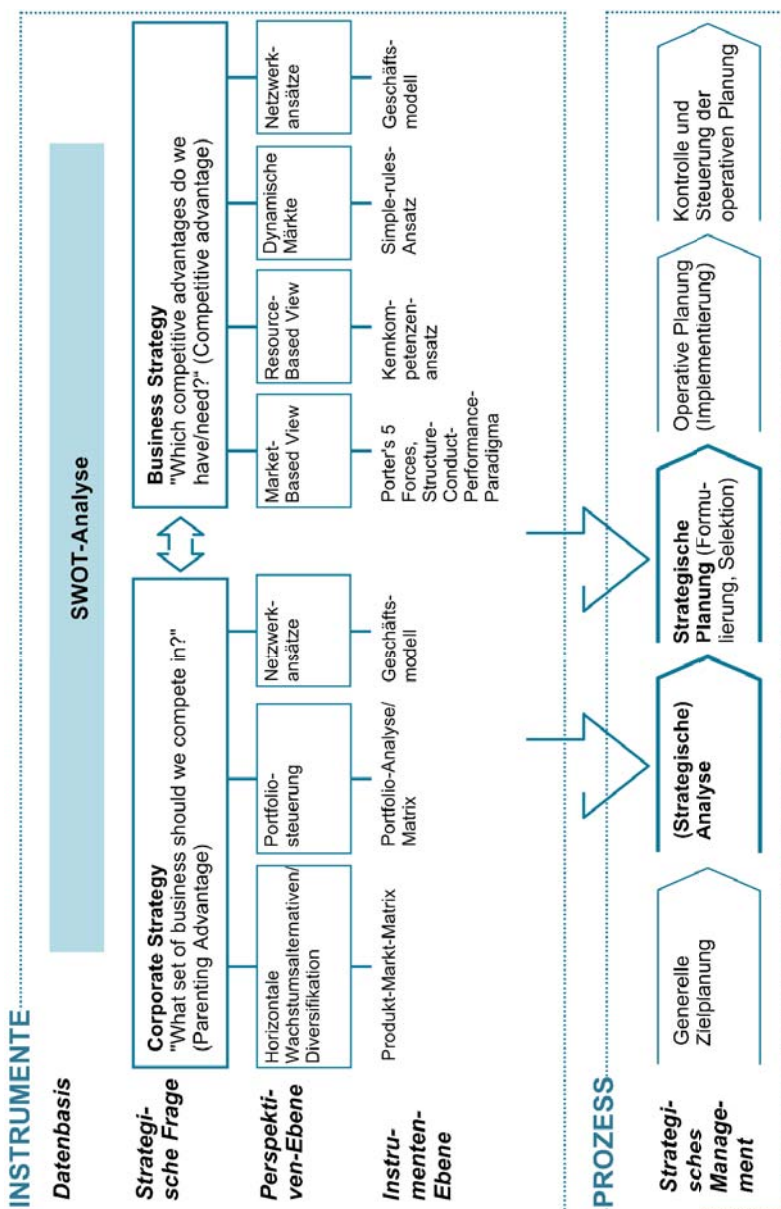 INSTRUMENTE
Datenbasis
SWOT-Analyse
Strategi-
sche Frage
Corporate Strategy
"What set of business should we compete in?"
(Parenting Advantage)
Business Strategy
"Which competitive advantages do we
have/need?" (Competitive advantage)
Perspekti-
ven-Ebene
Horizontale
Wachstumsalternativen/
Diversifikation
Portfolio-
steuerung
Netzwerk-
ansätze
Market-
Based View
Resource-
Based View
Dynamische
Märkte
Netzwerk-
ansätze
Instru-
menten-
Ebene
Produkt-Markt-Matrix
Portfolio-Analyse/
Matrix
Geschäfts-
modell
Porter's 5
Forces,
Structure-
Conduct-
Performance-
Paradigma
Kernkom-
petenzen-
ansatz
Simple-rules-
Ansatz
Geschäfts-
modell
PROZESS
Strategi-
sches
Manage-
ment
Generelle
Zielplanung
(Strategische)
Analyse
Strategische
Planung (Formu-
lierung, Selektion)
Operative Planung
(Implementierung)
Kontrolle und
Steuerung der
operativen Planung